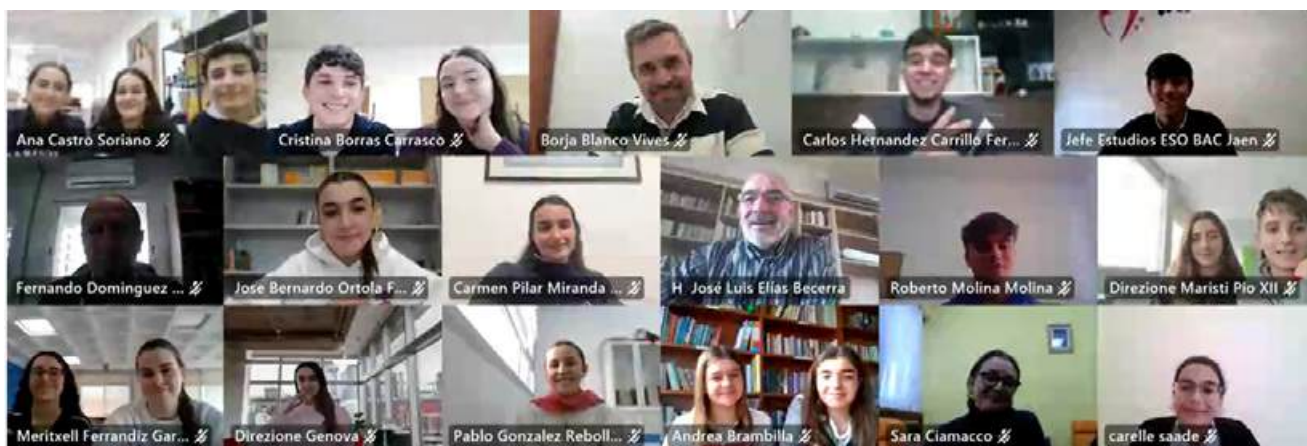 Ana Castro Soriano
Cristina Borras Carrasco
Borja Blanco Vives
Carlos Hernandez Carrillo Fer...
Jefe Estudios ESO BAC Jaen
Fernando Dominguez ...
Jose Bernardo Ortola F...
Carmen Pilar Miranda ...
H José Luis Elías Becerra
Roberto Molina Molina
Direzione Maristi Pio XII
Meritxell Ferrandiz Gar...
Direzione Genova
Pablo Gonzalez Reboll...
Andrea Brambilla
Sara Ciamacco
carelle saade